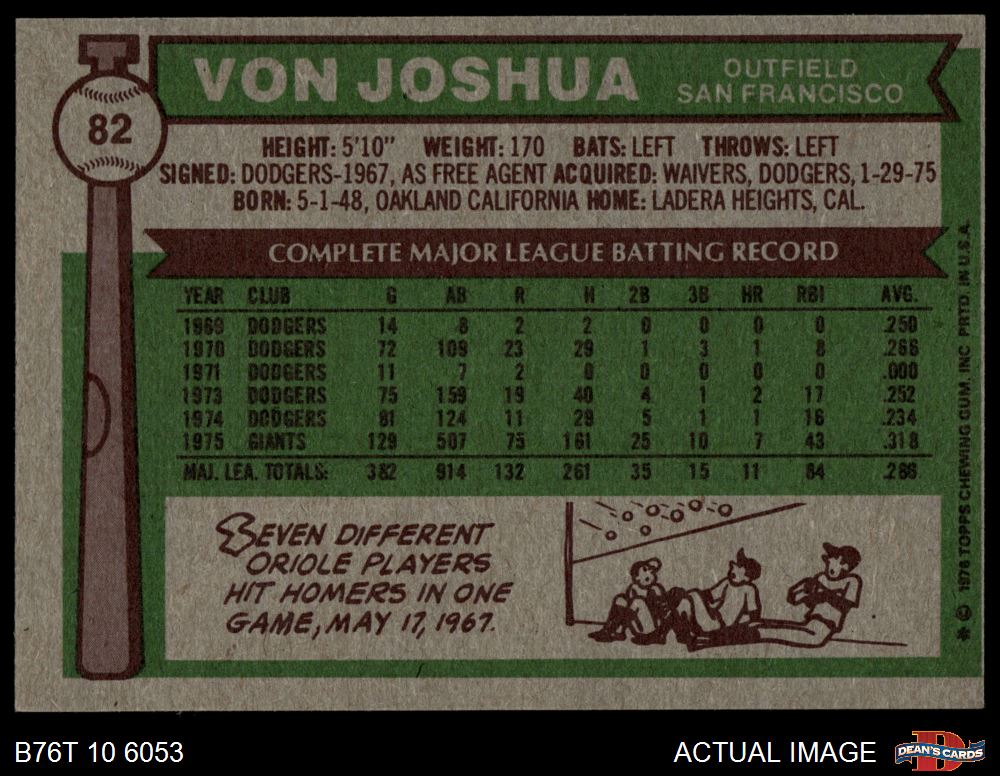 VON JOSHUA
OUTFIELD
SAN FRANCISCO
82
HEIGHT: 5'10" WEIGHT: 170 BATS: LEFT THROWS: LEFT
SIGNED: DODGERS-1967, AS FREE AGENT ACQUIRED: WAIVERS, DODGERS, 1-29-75
BORN: 5-1-48, OAKLAND CALIFORNIA HOME: LADERA HEIGHTS, CAL.
COMPLETE MAJOR LEAGUE BATTING RECORD
YEAR CLUB G AB R H 2B 3B HR RBI AVG.
1969 DODGERS 14 8 2 2 0 0 0 0 .250
1970 DODGERS 72 109 23 29 1 3 1 8 .266
1971 DODGERS 11 7 2 0 0 0 0 0 .000
1973 DODGERS 75 159 19 40 4 1 2 17 .252
1974 DODGERS 81 124 11 29 5 1 1 16 .234
1975 GIANTS 129 507 75 161 25 10 7 43 .318
MAJ. LEA. TOTALS: 382 914 132 261 35 15 11 84 .286
SEVEN DIFFERENT
ORIOLE PLAYERS
HIT HOMERS IN ONE
GAME, MAY 17, 1967.
* © 1976 TOPPS CHEWING GUM, INC PRTD. IN U.S.A.
B76T 10 6053
ACTUAL IMAGE
DEAN'S CARDS